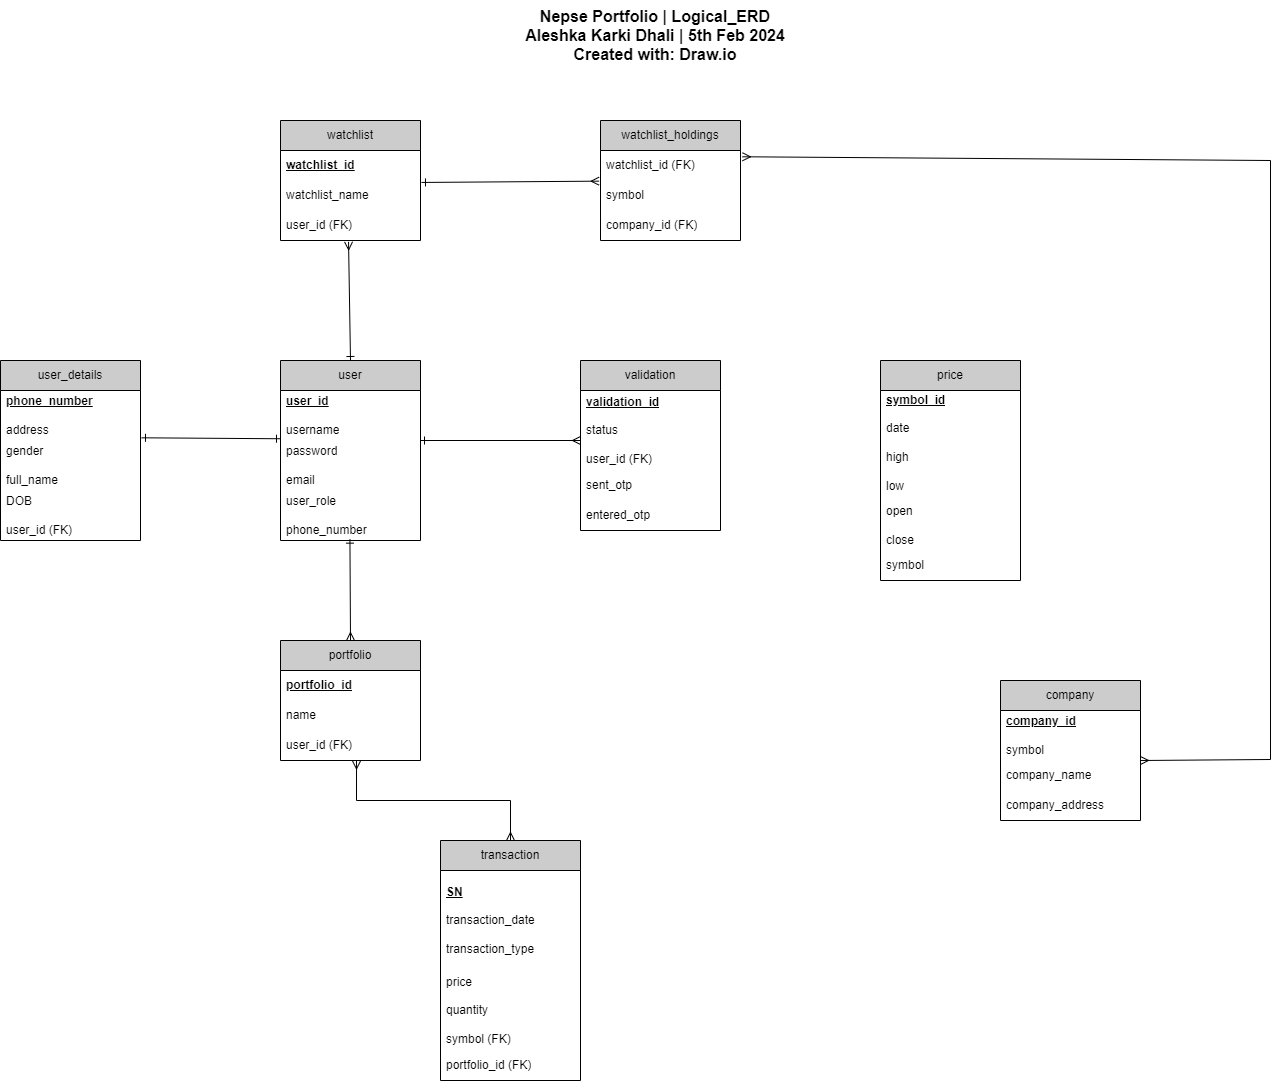 Nepse Portfolio | Logical_ERD
Aleshka Karki Dhali | 5th Feb 2024
Created with: Draw.io
watchlist
watchlist_id
watchlist_name
user_id (FK)
watchlist_holdings
watchlist_id (FK)
symbol
company_id (FK)
user_details
phone_number
address
gender
full_name
DOB
user_id (FK)
user
user_id
username
password
email
user_role
phone_number
validation
validation_id
status
user_id (FK)
sent_otp
entered_otp
price
symbol_id
date
high
low
open
close
symbol
portfolio
portfolio_id
name
user_id (FK)
company
company_id
symbol
company_name
company_address
transaction
SN
transaction_date
transaction_type
price
quantity
symbol (FK)
portfolio_id (FK)